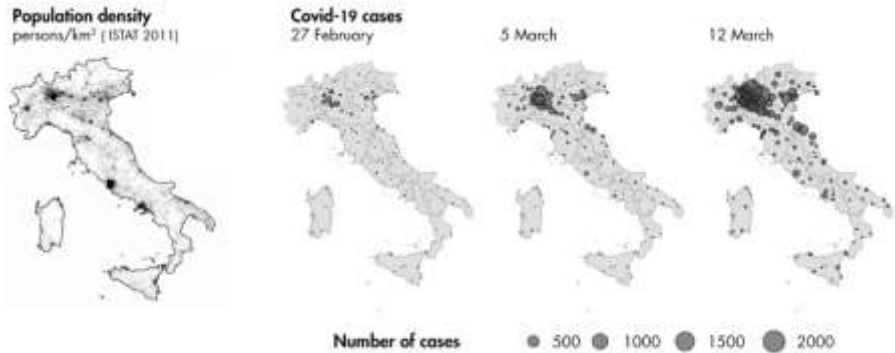 Population density
persons/km² ( ISTAT 2011)
Covid-19 cases
27 February
5 March
12 March
Number of cases
500
1000
1500
2000